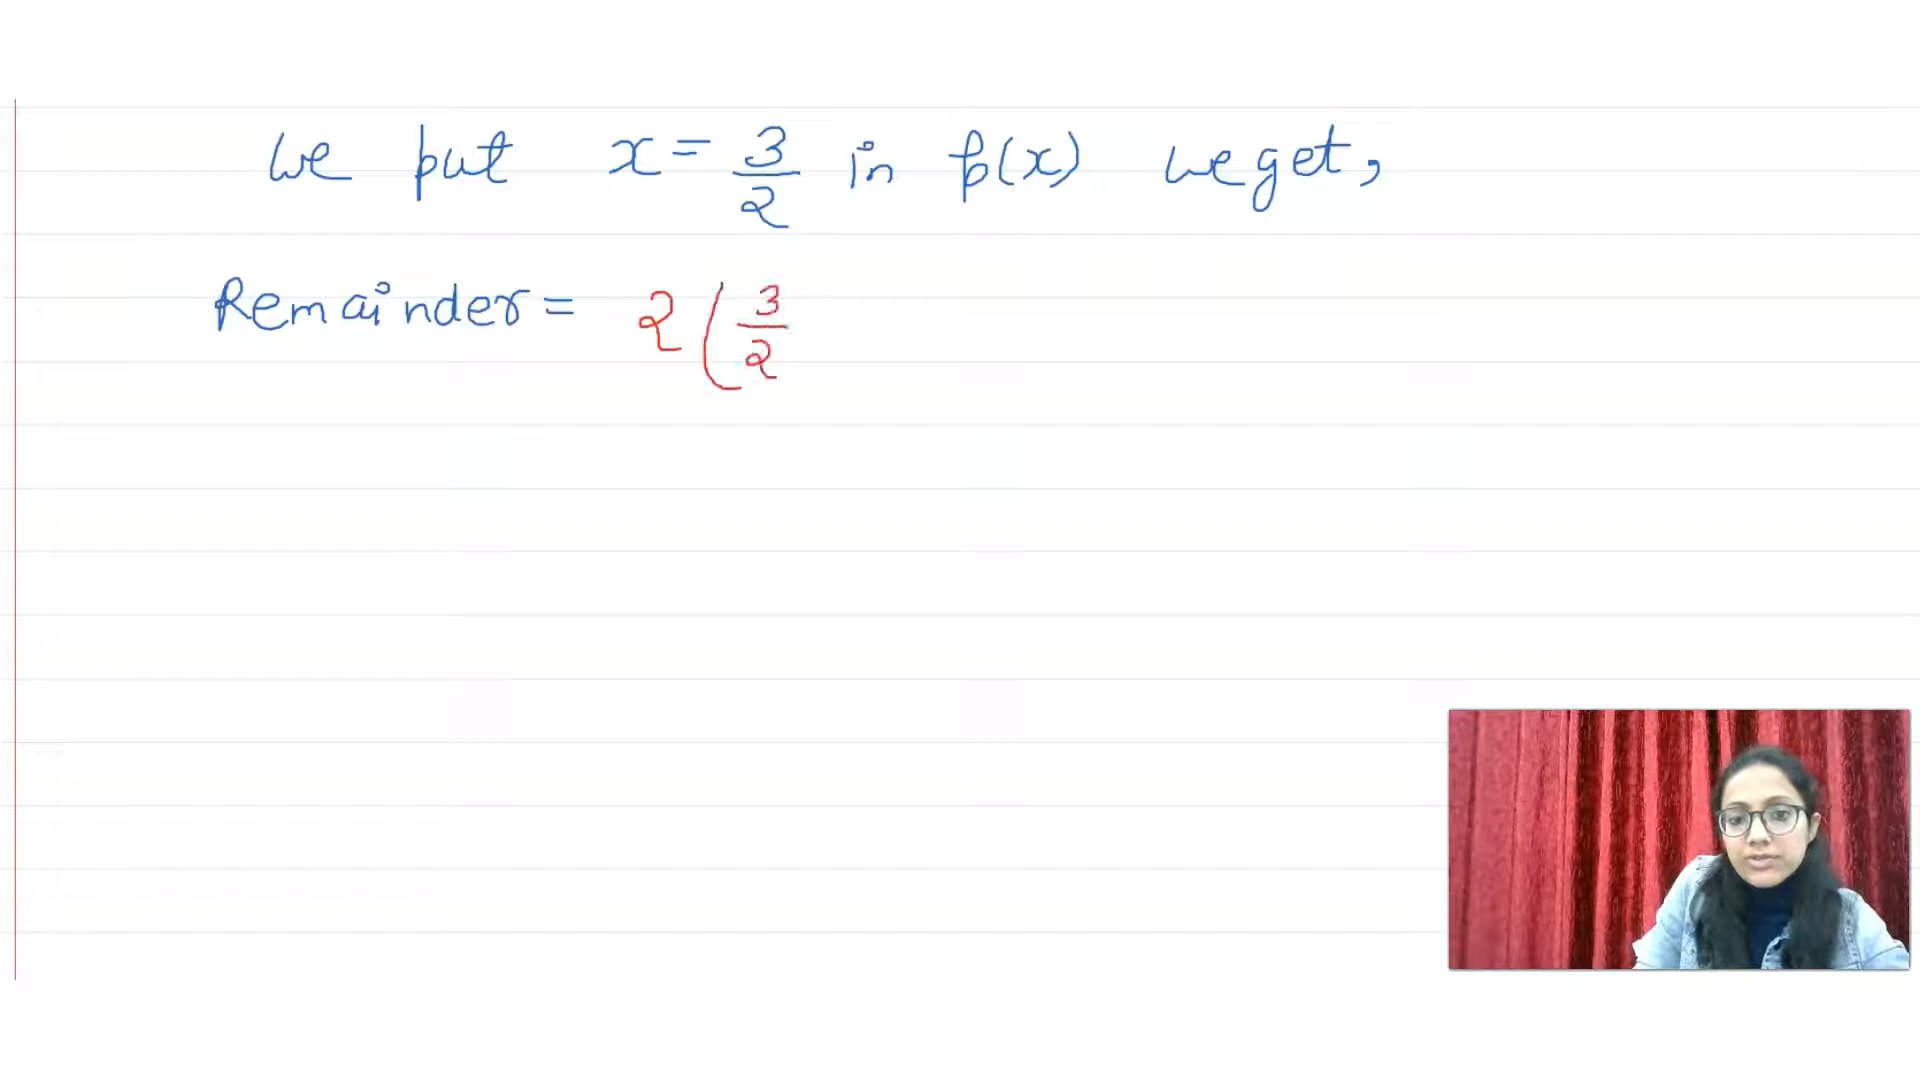 We put x = 3/2 in p(x) we get,
Remainder = 2(3/2